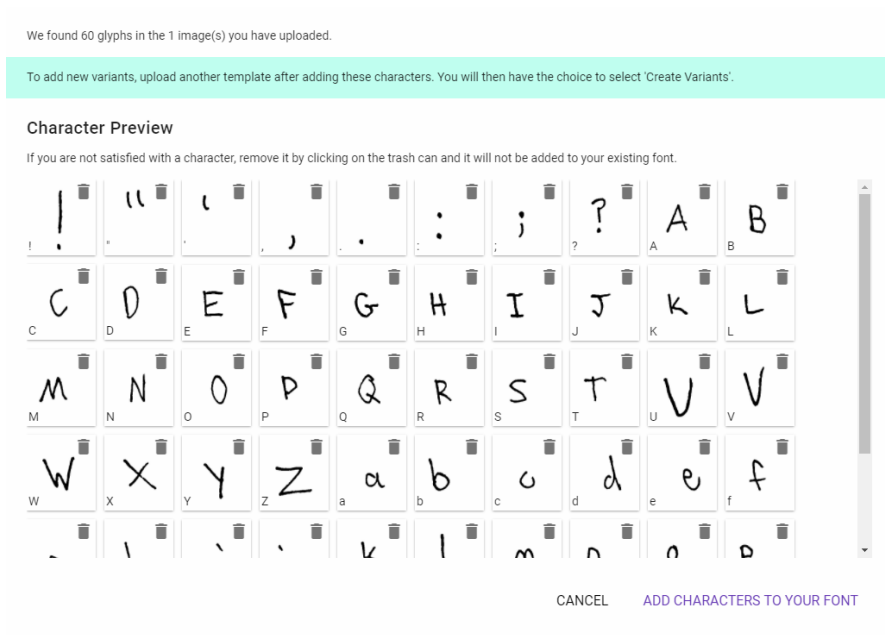 We found 60 glyphs in the 1 image(s) you have uploaded.
To add new variants, upload another template after adding these characters. You will then have the choice to select 'Create Variants'.
Character Preview
If you are not satisfied with a character, remove it by clicking on the trash can and it will not be added to your existing font.
! " ' , . : ; ? A B
! " ' , . : ; ? A B
C D E F G H I J K L
C D E F G H I J K L
M N O P Q R S T U V
M N O P Q R S T U V
W X Y Z a b c d e f
W X Y Z a b c d e f
CANCEL ADD CHARACTERS TO YOUR FONT